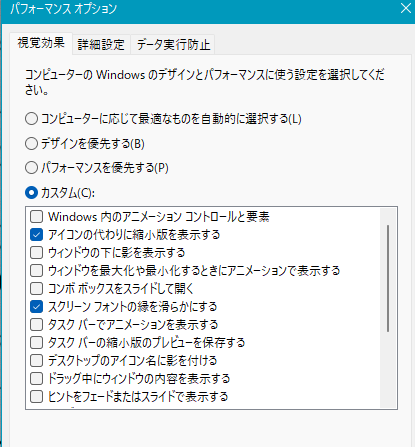 パフォーマンス オプション
視覚効果 詳細設定 データ実行防止
コンピューターの Windows のデザインとパフォーマンスに使う設定を選択してくだ
さい。
コンピューターに応じて最適なものを自動的に選択する(L)
デザインを優先する(B)
パフォーマンスを優先する(P)
カスタム(C):
Windows 内のアニメーション コントロールと要素
アイコンの代わりに縮小版を表示する
ウィンドウの下に影を表示する
ウィンドウを最大化や最小化するときにアニメーションで表示する
コンボ ボックスをスライドして開く
スクリーン フォントの縁を滑らかにする
タスク バーでアニメーションを表示する
タスク バーの縮小版のプレビューを保存する
デスクトップのアイコン名に影を付ける
ドラッグ中にウィンドウの内容を表示する
ヒントをフェードまたはスライドで表示する